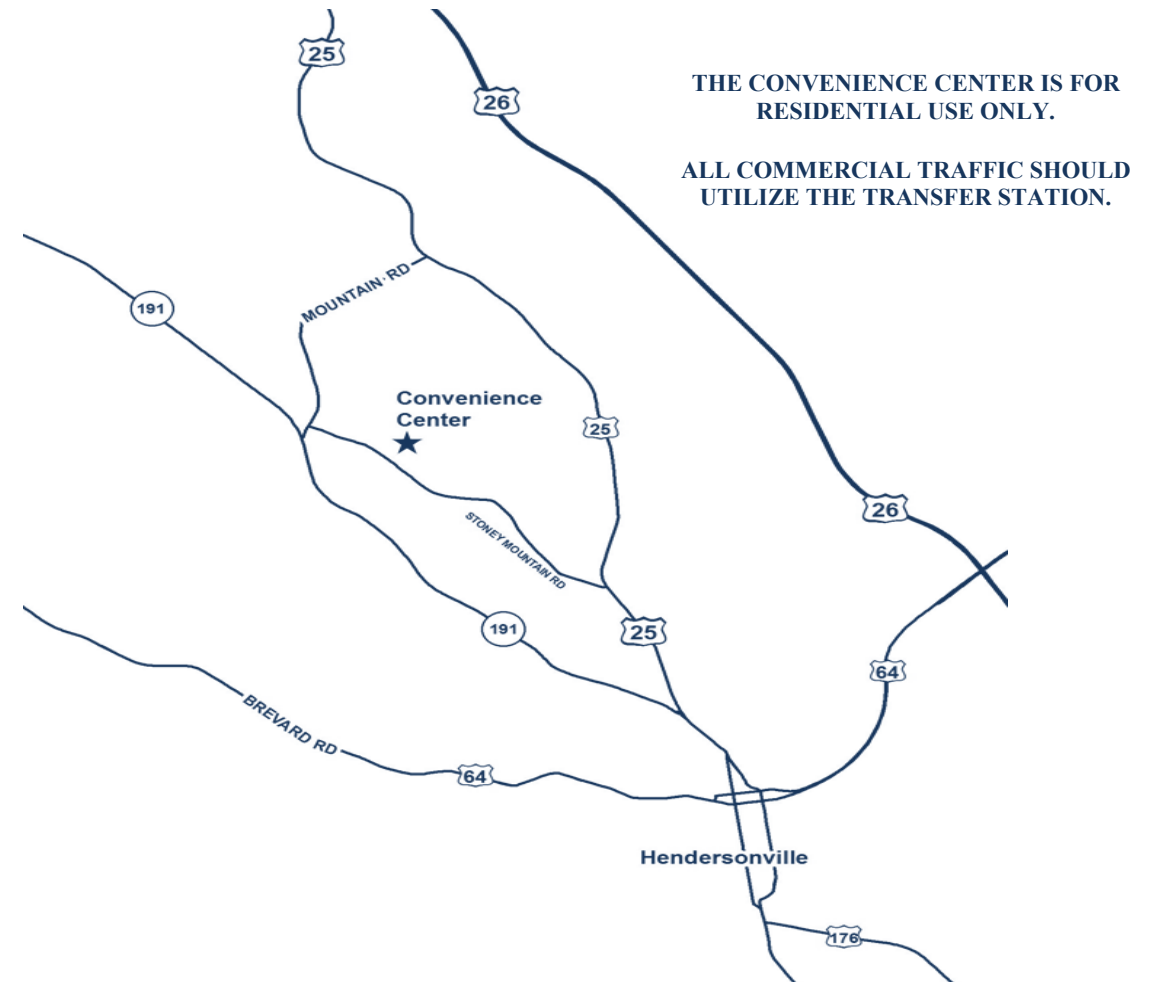 25
26
THE CONVENIENCE CENTER IS FOR
RESIDENTIAL USE ONLY.
ALL COMMERCIAL TRAFFIC SHOULD
UTILIZE THE TRANSFER STATION.
MOUNTAIN RD
191
Convenience
Center
25
26
STONEY MOUNTAIN RD
191
25
64
BREVARD RD
64
Hendersonville
176